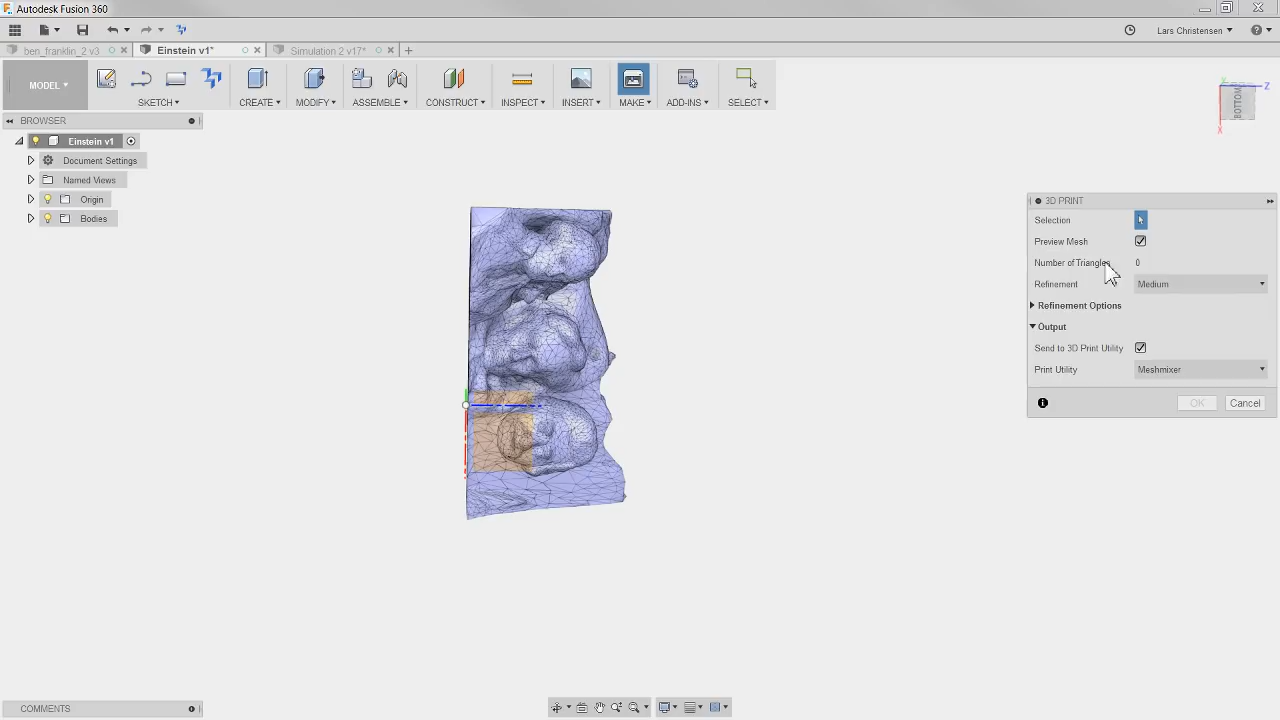 Autodesk Fusion 360
ben_franklin_2 v3
Einstein v1*
Simulation 2 v17*
Lars Christensen
MODEL
SKETCH
CREATE
MODIFY
ASSEMBLE
CONSTRUCT
INSPECT
INSERT
MAKE
ADD-INS
SELECT
BROWSER
Einstein v1
Document Settings
Named Views
Origin
Bodies
BOTTOM
Y
Z
X
3D PRINT
Selection
Preview Mesh
Number of Triangles 0
Refinement Medium
Refinement Options
Output
Send to 3D Print Utility
Print Utility Meshmixer
OK Cancel
COMMENTS